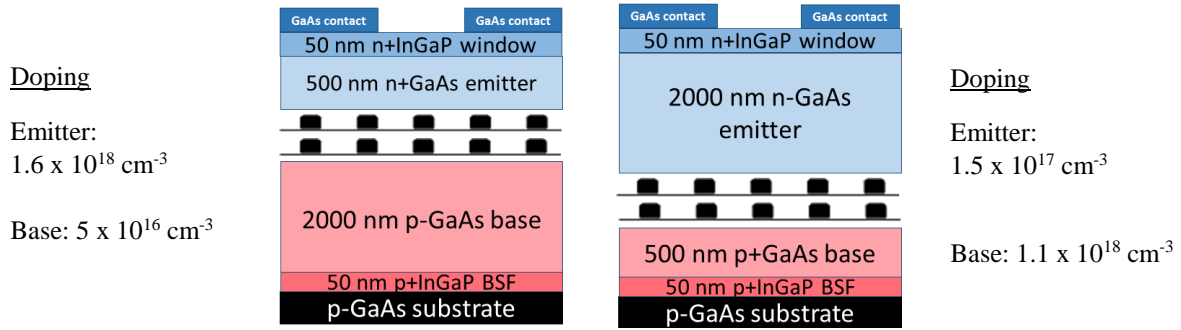 Doping
Emitter:
1.6 x 10¹⁸ cm⁻³
Base: 5 x 10¹⁶ cm⁻³
GaAs contact
GaAs contact
50 nm n+InGaP window
500 nm n+GaAs emitter
2000 nm p-GaAs base
50 nm p+InGaP BSF
p-GaAs substrate
GaAs contact
GaAs contact
50 nm n+InGaP window
2000 nm n-GaAs
emitter
500 nm p+GaAs base
50 nm p+InGaP BSF
p-GaAs substrate
Doping
Emitter:
1.5 x 10¹⁷ cm⁻³
Base: 1.1 x 10¹⁸ cm⁻³